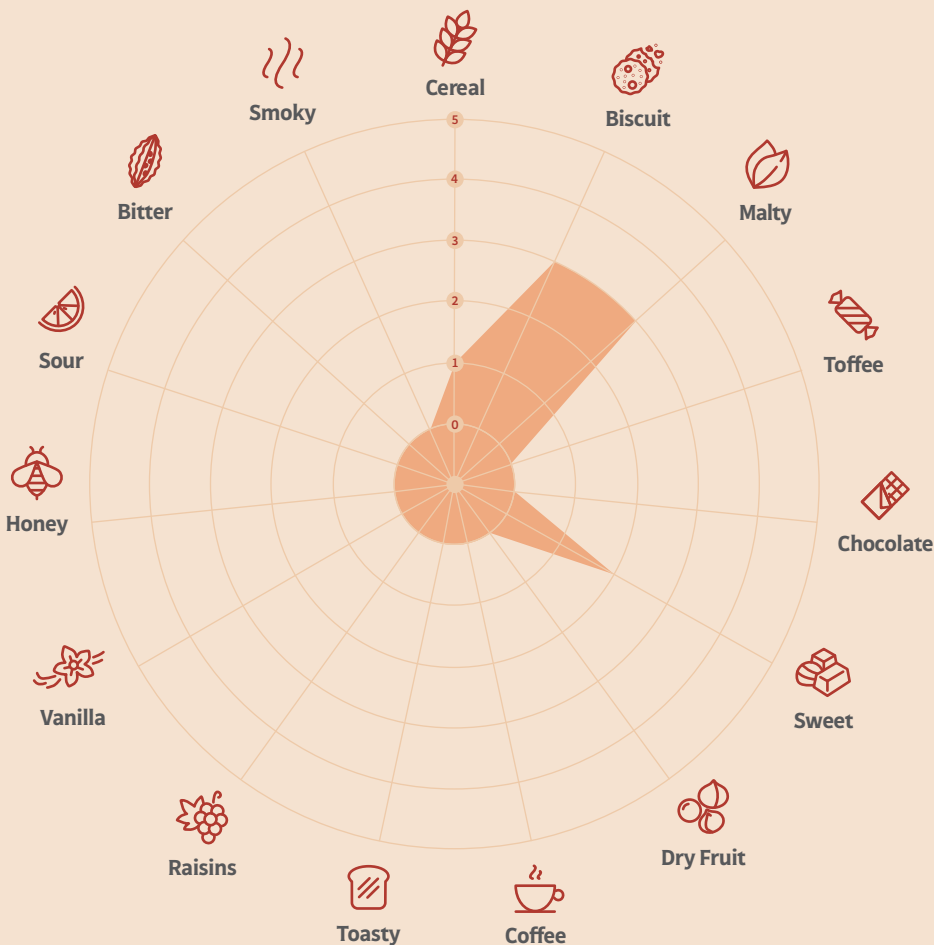 Cereal
Smoky
Biscuit
5
4
Bitter
Malty
3
2
Sour
Toffee
1
0
Honey
Chocolate
Vanilla
Sweet
Raisins
Dry Fruit
Toasty
Coffee